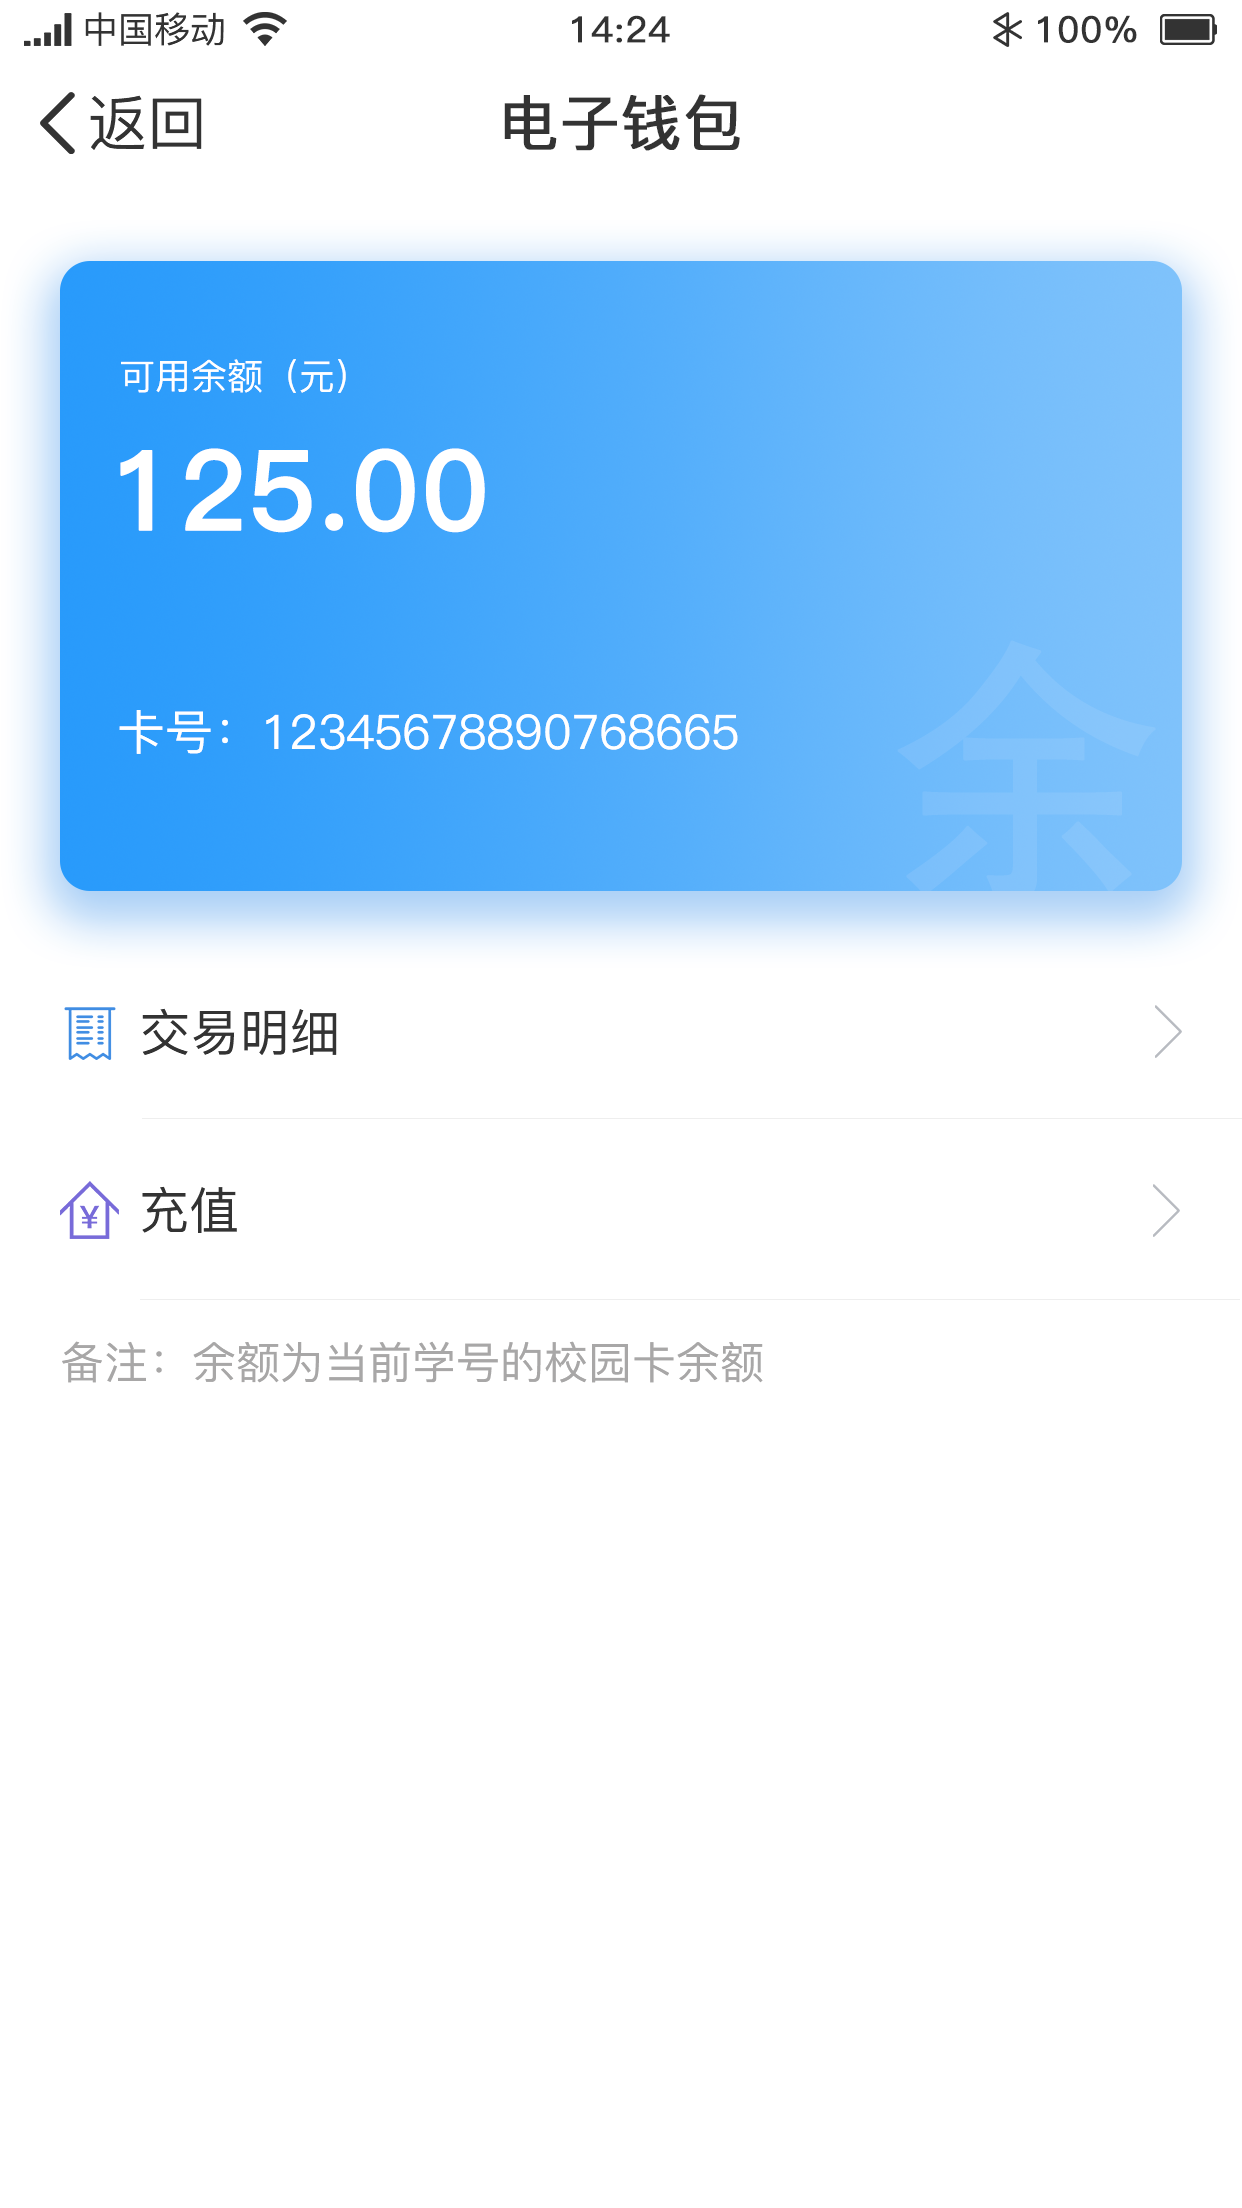 中国移动 14:24 100%
返回 电子钱包
可用余额（元）
125.00
卡号：12345678890768665
余
交易明细
¥ 充值
备注：余额为当前学号的校园卡余额